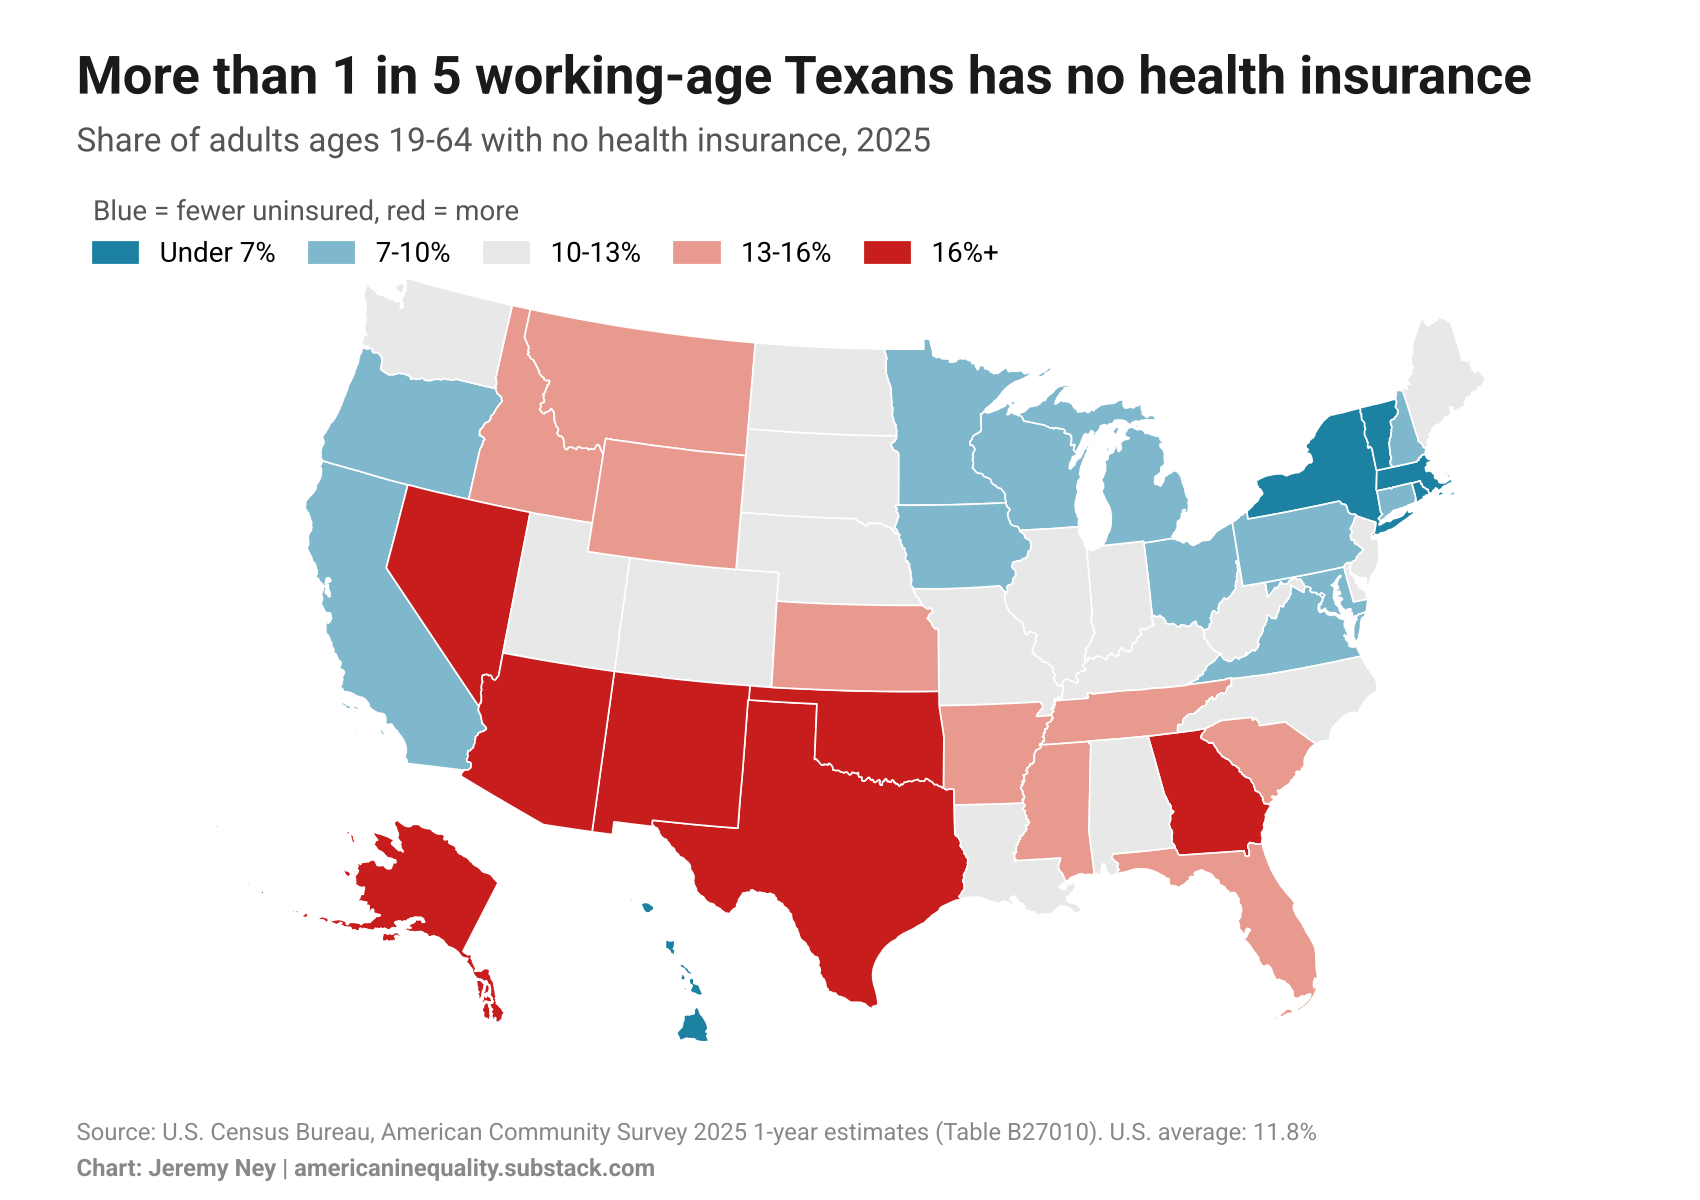 More than 1 in 5 working-age Texans has no health insurance
Share of adults ages 19-64 with no health insurance, 2025
Blue = fewer uninsured, red = more
Under 7% 7-10% 10-13% 13-16% 16%+
Source: U.S. Census Bureau, American Community Survey 2025 1-year estimates (Table B27010). U.S. average: 11.8%
Chart: Jeremy Ney | americaninequality.substack.com